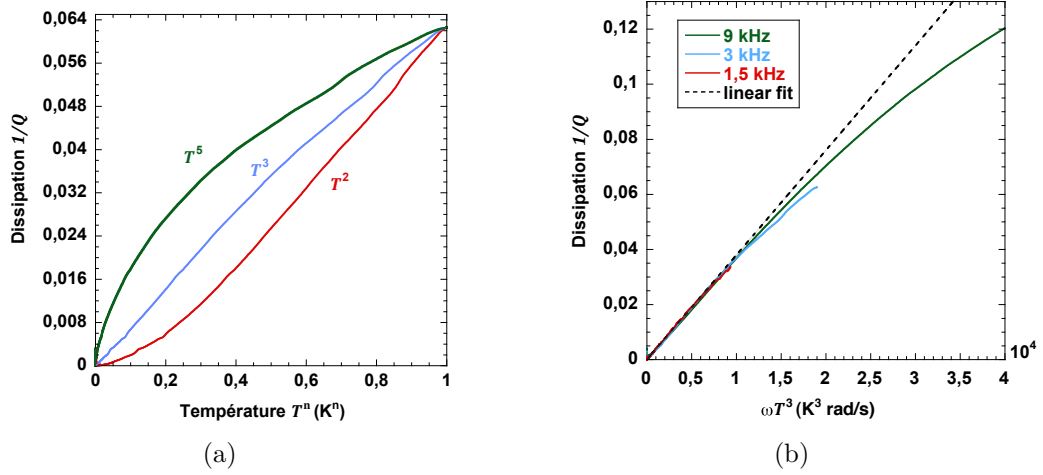 0,064
0,056
0,048
0,04
0,032
0,024
0,016
0,008
0
Dissipation 1/Q
T⁵
T³
T²
0
0,2
0,4
0,6
0,8
1
Température Tⁿ (Kⁿ)
(a)
0,12
0,1
0,08
0,06
0,04
0,02
0
Dissipation 1/Q
9 kHz
3 kHz
1,5 kHz
linear fit
0
0,5
1
1,5
2
2,5
3
3,5
4
10⁴
ωT³ (K³ rad/s)
(b)